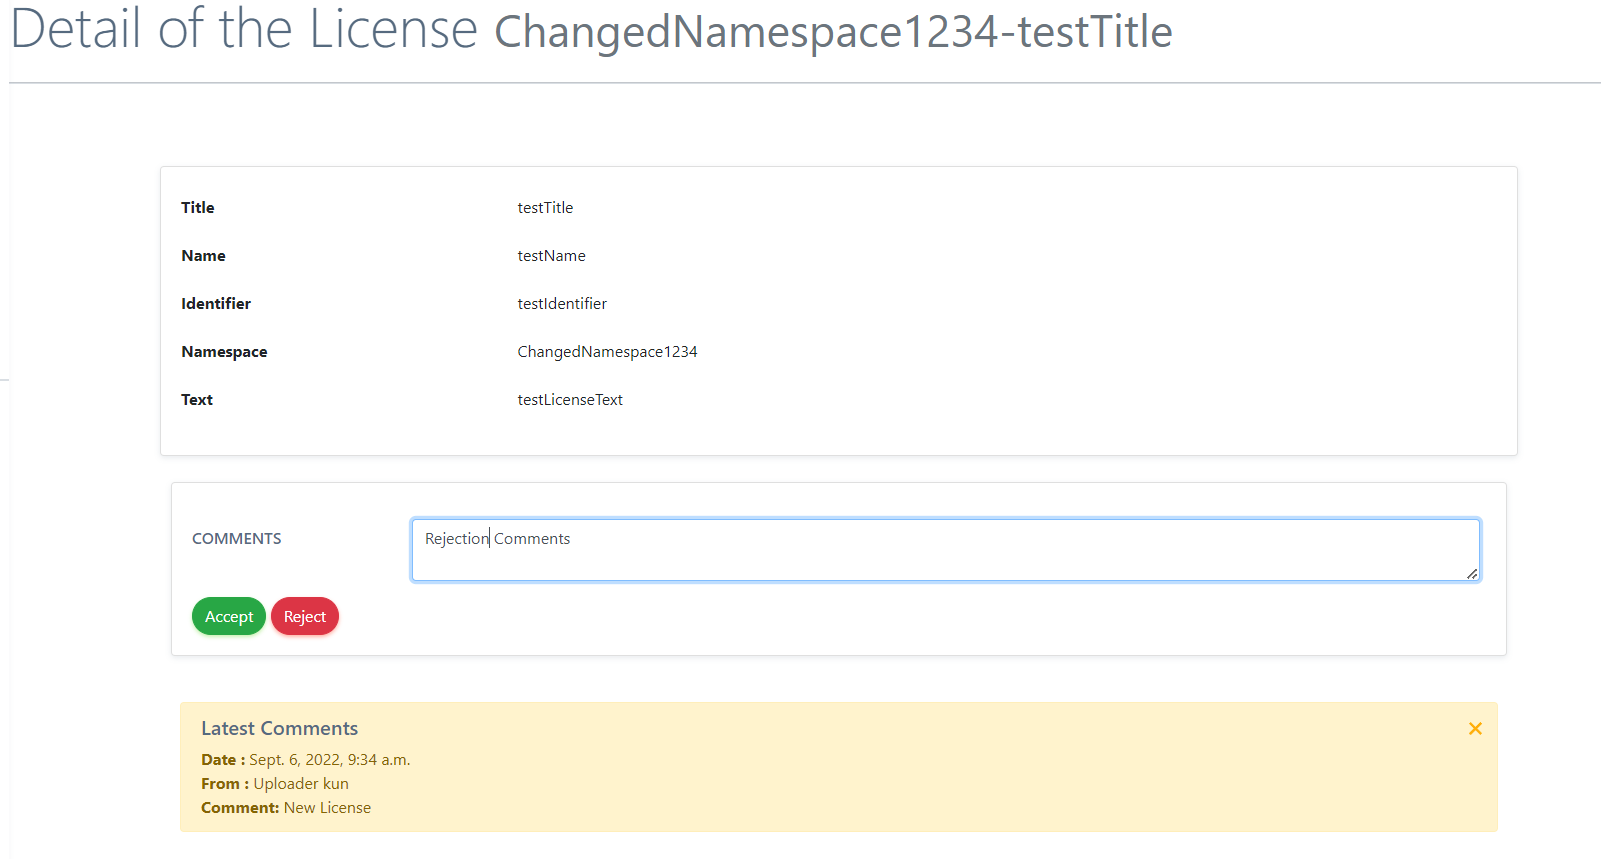 Detail of the License ChangedNamespace1234-testTitle
Title testTitle
Name testName
Identifier testIdentifier
Namespace ChangedNamespace1234
Text testLicenseText
COMMENTS Rejection Comments
Accept Reject
Latest Comments
Date : Sept. 6, 2022, 9:34 a.m.
From : Uploader kun
Comment: New License